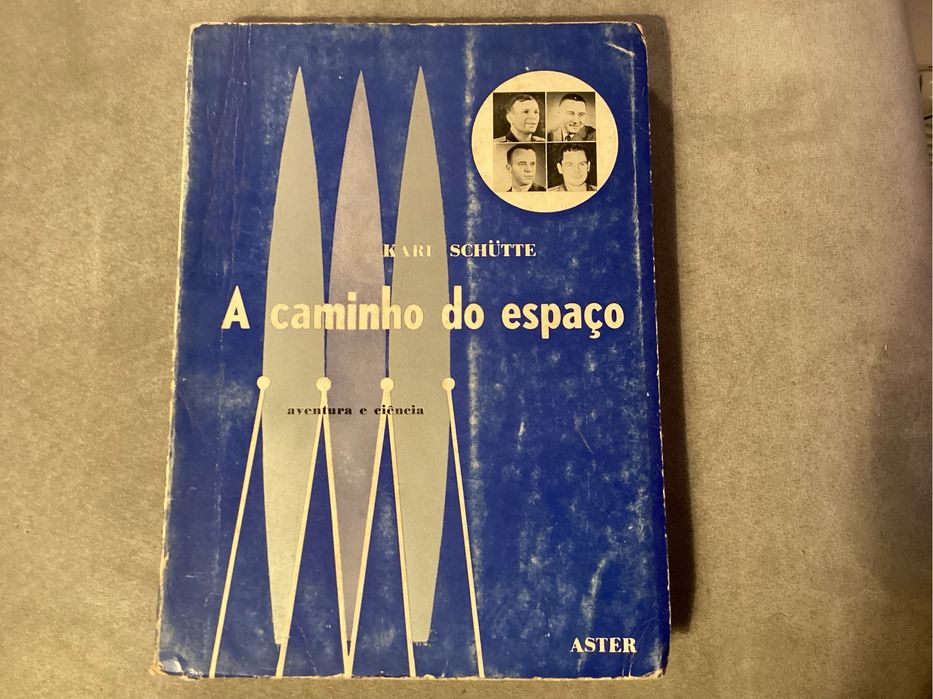 KARL SCHÜTTE
A caminho do espaço
aventura e ciência
ASTER